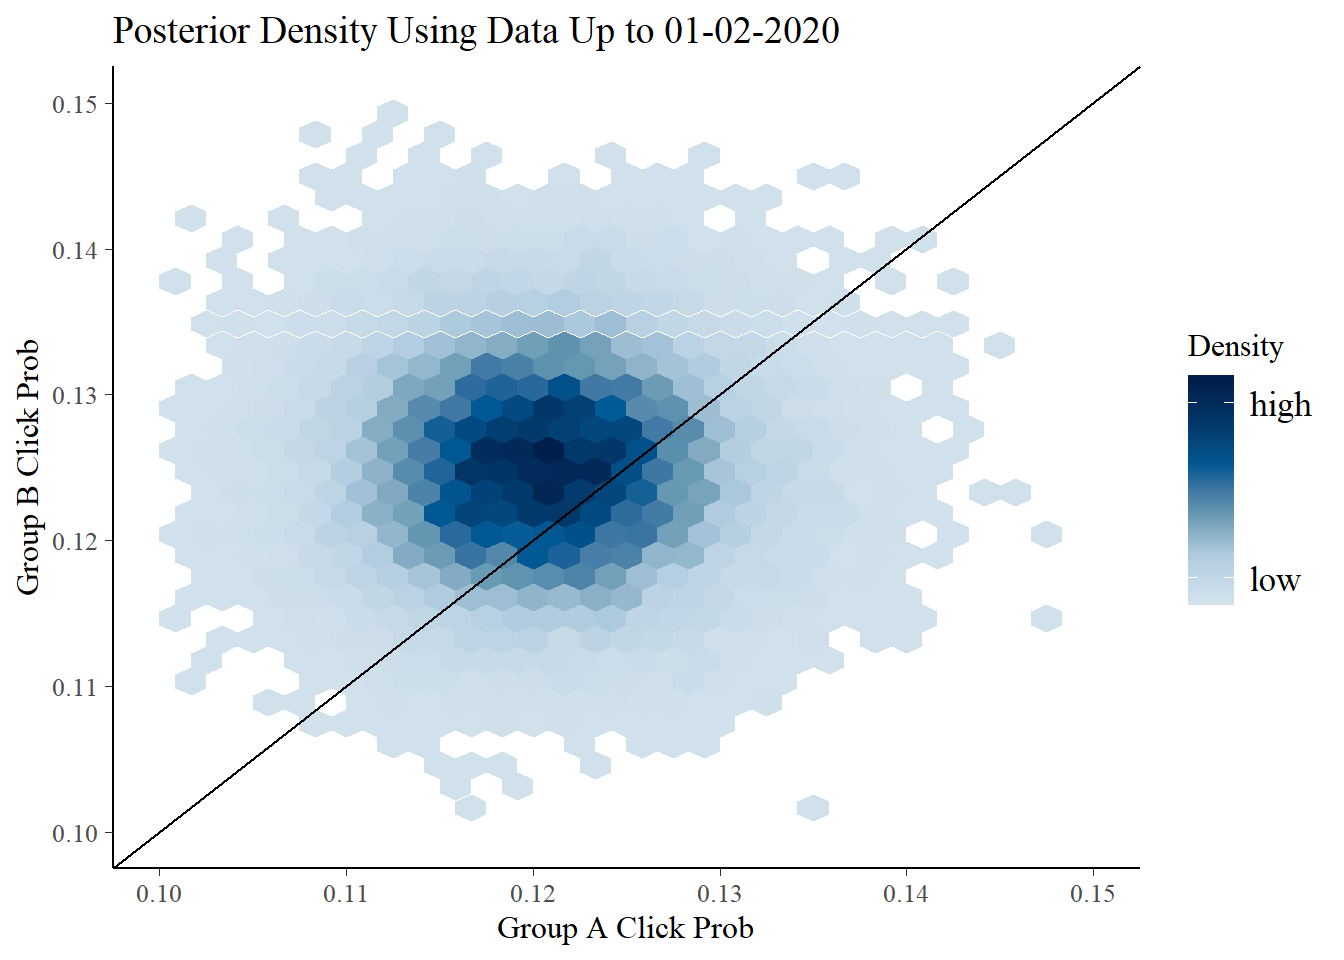 Posterior Density Using Data Up to 01-02-2020
0.15
0.14
0.13
0.12
0.11
0.10
Group B Click Prob
0.10 0.11 0.12 0.13 0.14 0.15
Group A Click Prob
Density
high
low